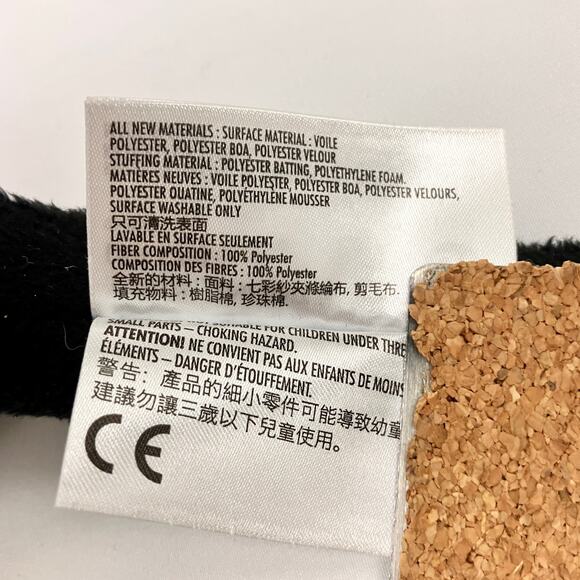 ALL NEW MATERIALS : SURFACE MATERIAL : VOILE
POLYESTER, POLYESTER BOA, POLYESTER VELOUR
STUFFING MATERIAL : POLYESTER BATTING, POLYETHYLENE FOAM.
MATIÈRES NEUVES : VOILE POLYESTER, POLYESTER BOA, POLYESTER VELOURS,
POLYESTER OUATINE, POLYÉTHYLÈNE MOUSSER
SURFACE WASHABLE ONLY
只可清洗表面
LAVABLE EN SURFACE SEULEMENT
FIBER COMPOSITION : 100% Polyester
COMPOSITION DES FIBRES : 100% Polyester
全新的材料 : 面料 : 七彩紗夾滌綸布, 剪毛布.
填充物料 : 樹脂棉, 珍珠棉.
FOR CHILDREN UNDER THRE
SMALL PARTS – CHOKING HAZARD.
ATTENTION! NE CONVIENT PAS AUX ENFANTS DE MOINS
ÉLÉMENTS – DANGER D'ÉTOUFFEMENT.
警告 : 產品的細小零件可能導致幼童
建議勿讓三歲以下兒童使用。
CE